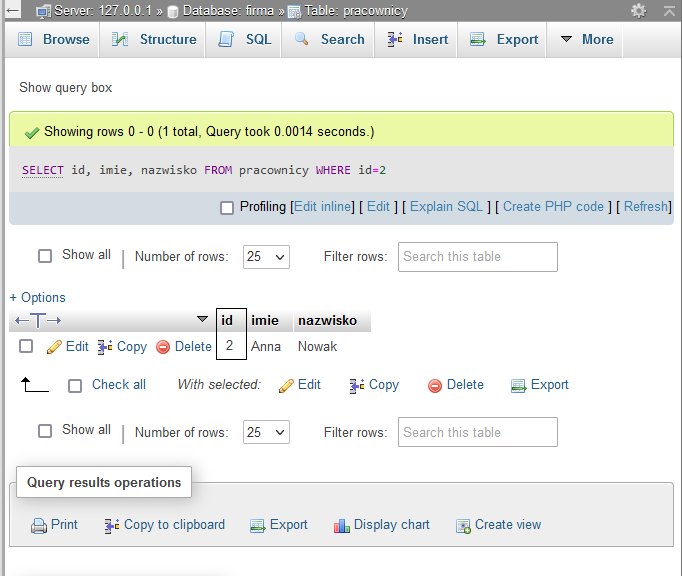 Server: 127.0.0.1 » Database: firma » Table: pracownicy
Browse Structure SQL Search Insert Export More
Show query box
Showing rows 0 - 0 (1 total, Query took 0.0014 seconds.)
SELECT id, imie, nazwisko FROM pracownicy WHERE id=2
Profiling [Edit inline] [ Edit ] [ Explain SQL ] [ Create PHP code ] [ Refresh]
Show all | Number of rows: 25 Filter rows: Search this table
+ Options
←T→ id imie nazwisko
Edit Copy Delete 2 Anna Nowak
Check all With selected: Edit Copy Delete Export
Show all | Number of rows: 25 Filter rows: Search this table
Query results operations
Print Copy to clipboard Export Display chart Create view